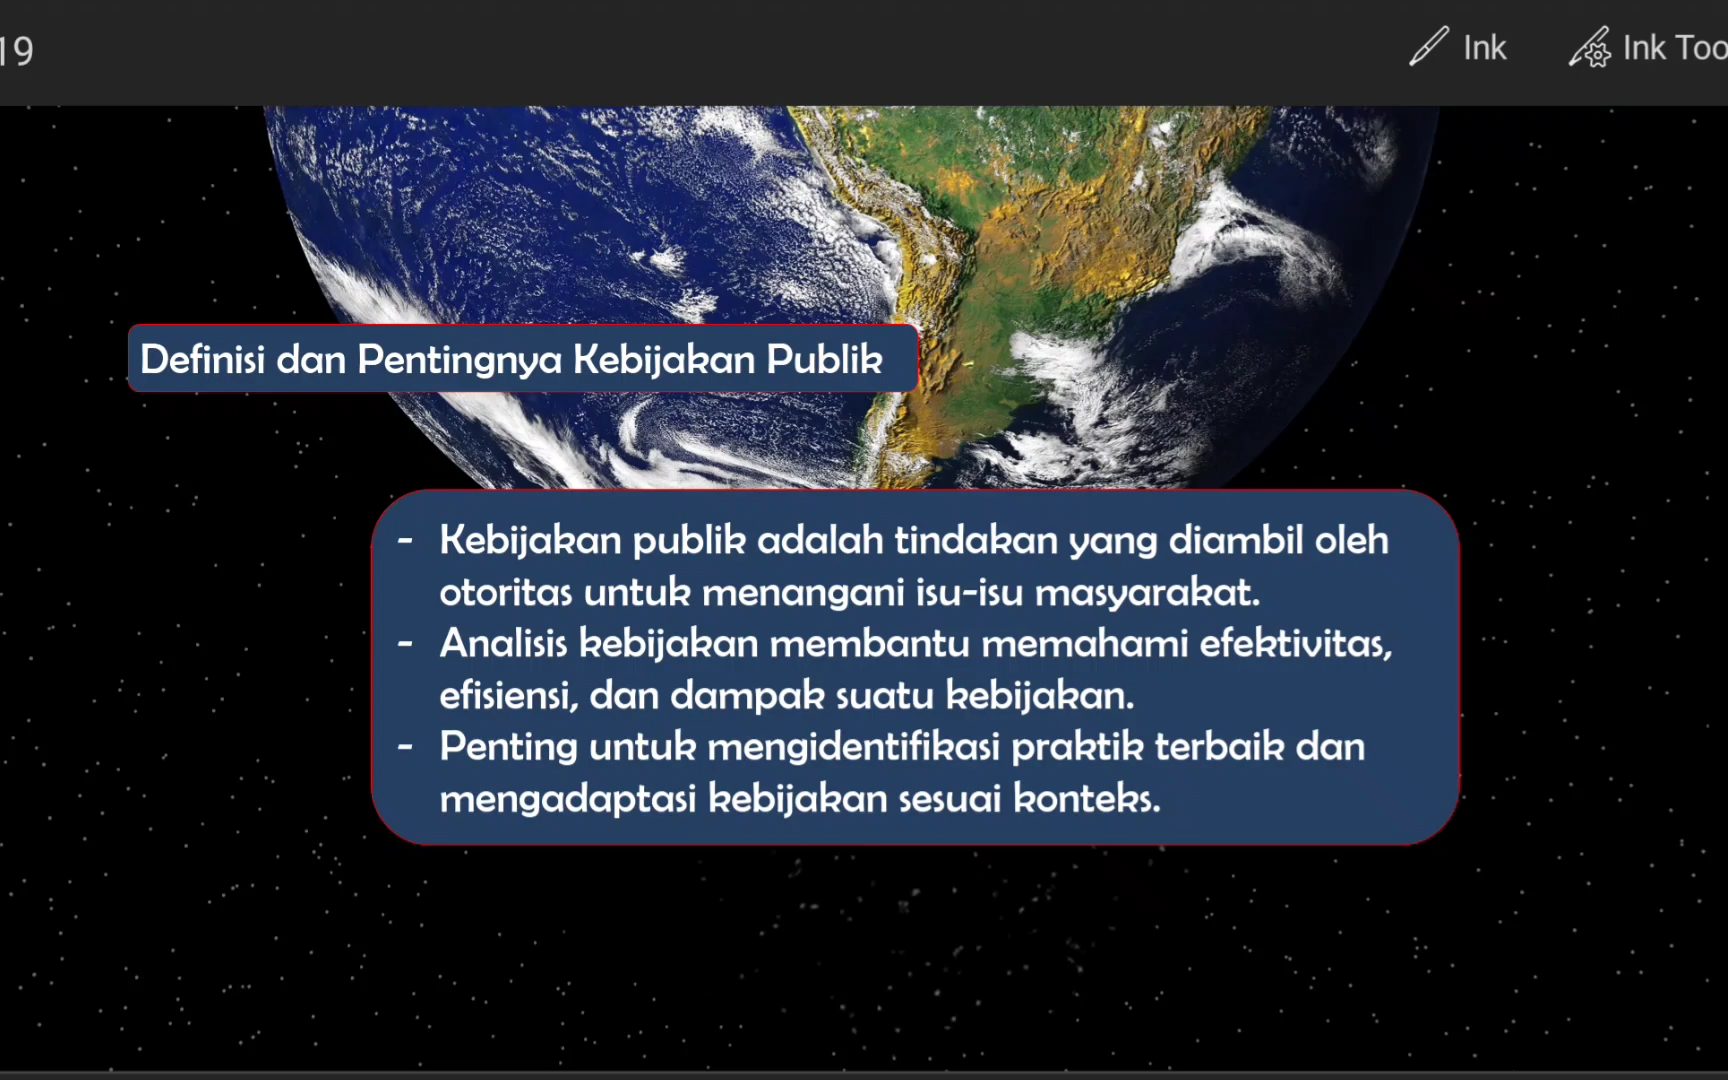 19
Ink
Ink Too
Definisi dan Pentingnya Kebijakan Publik
- Kebijakan publik adalah tindakan yang diambil oleh
otoritas untuk menangani isu-isu masyarakat.
- Analisis kebijakan membantu memahami efektivitas,
efisiensi, dan dampak suatu kebijakan.
- Penting untuk mengidentifikasi praktik terbaik dan
mengadaptasi kebijakan sesuai konteks.